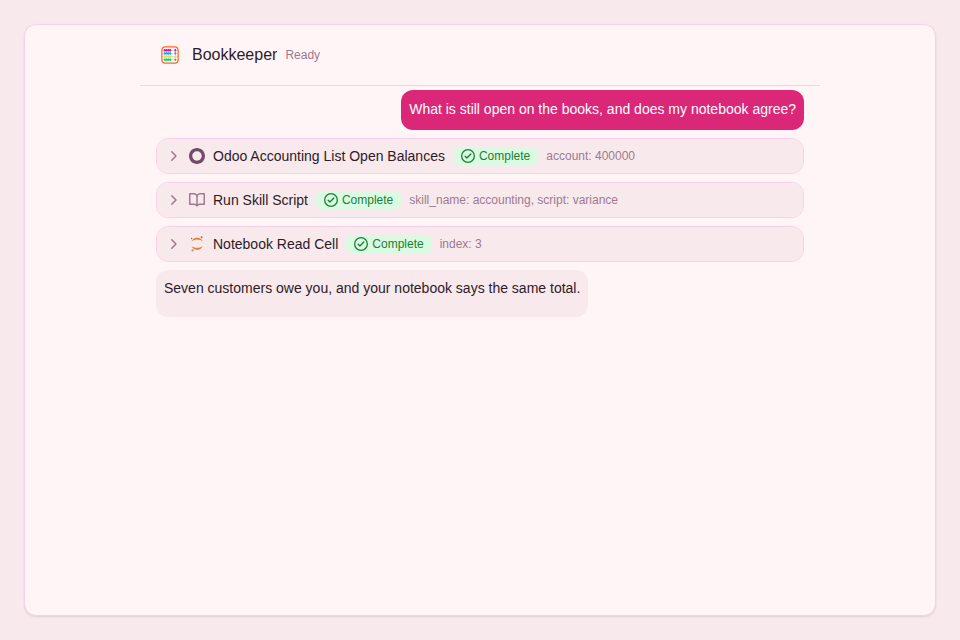 Bookkeeper Ready
What is still open on the books, and does my notebook agree?
Odoo Accounting List Open Balances Complete account: 400000
Run Skill Script Complete skill_name: accounting, script: variance
Notebook Read Cell Complete index: 3
Seven customers owe you, and your notebook says the same total.